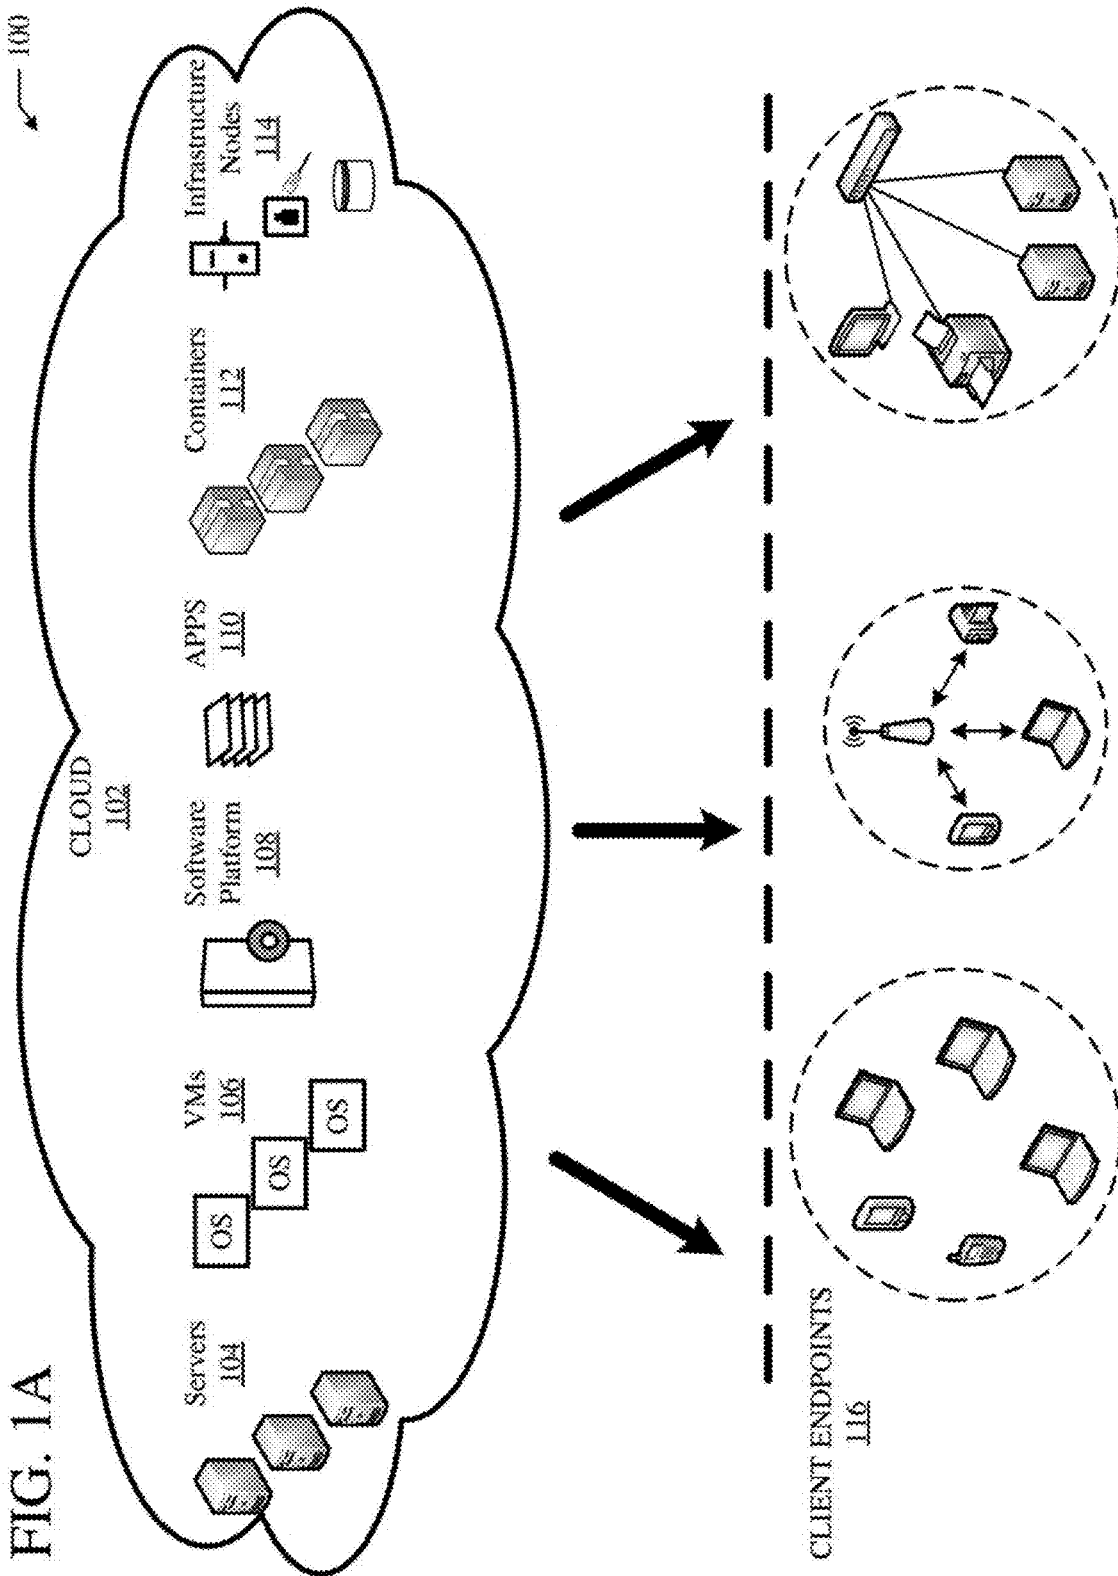 FIG. 1A
100
CLOUD
102
Servers
104
VMs
106
OS
OS
OS
Software
Platform
108
APPS
110
Containers
112
Infrastructure
Nodes
114
CLIENT ENDPOINTS
116